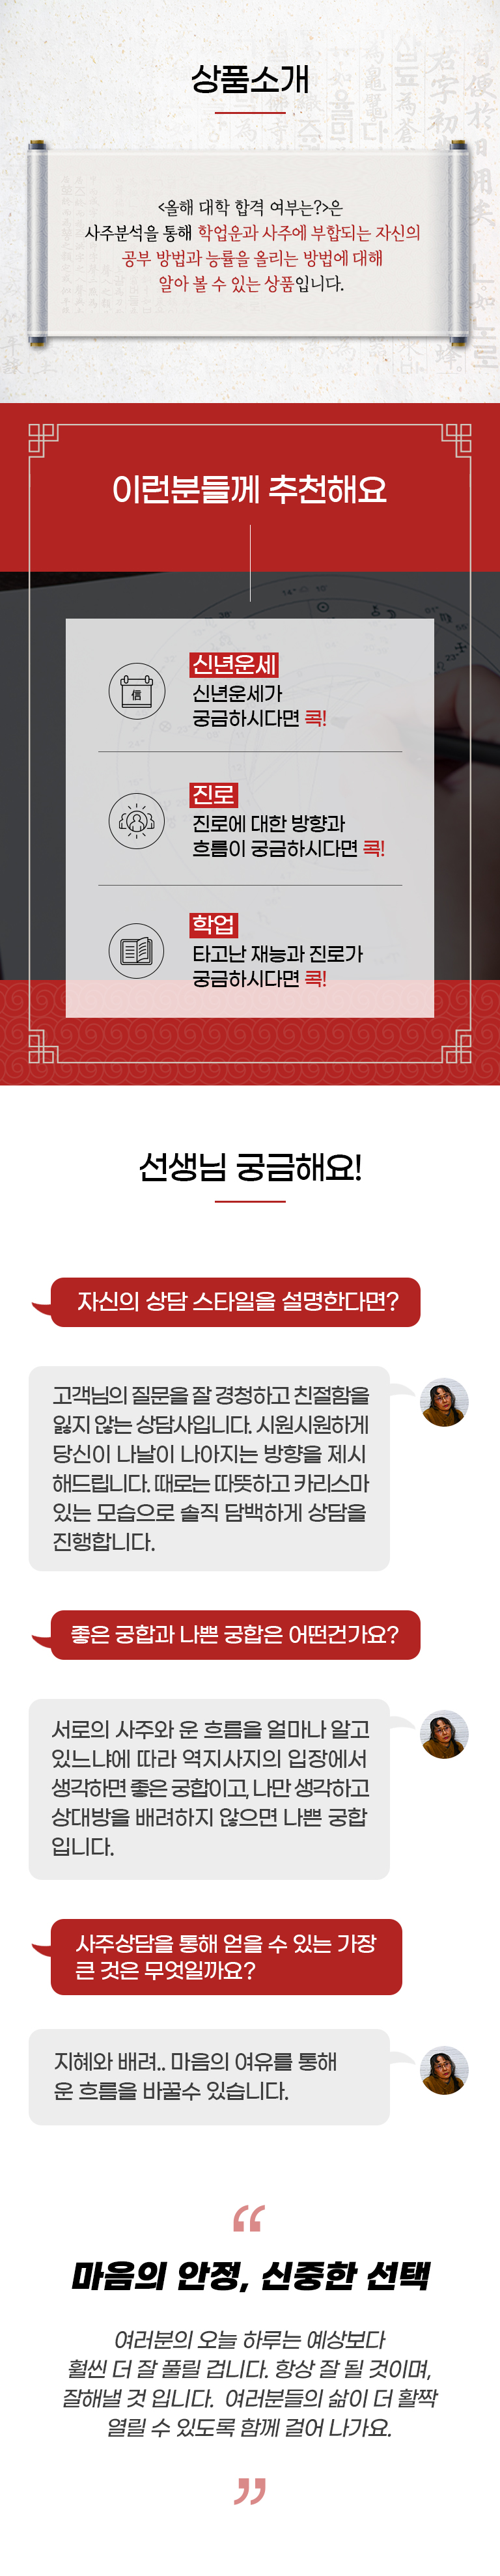 상품소개
<올해 대학 합격 여부는?>은
사주분석을 통해 학업운과 사주에 부합되는 자신의
공부 방법과 능률을 올리는 방법에 대해
알아 볼 수 있는 상품입니다.
이런분들께 추천해요
信
신년운세
신년운세가
궁금하시다면 콕!
진로
진로에 대한 방향과
흐름이 궁금하시다면 콕!
학업
타고난 재능과 진로가
궁금하시다면 콕!
선생님 궁금해요!
자신의 상담 스타일을 설명한다면?
고객님의 질문을 잘 경청하고 친절함을
잃지 않는 상담사입니다. 시원시원하게
당신이 나날이 나아지는 방향을 제시
해드립니다. 때로는 따뜻하고 카리스마
있는 모습으로 솔직 담백하게 상담을
진행합니다.
좋은 궁합과 나쁜 궁합은 어떤건가요?
서로의 사주와 운 흐름을 얼마나 알고
있느냐에 따라 역지사지의 입장에서
생각하면 좋은 궁합이고, 나만 생각하고
상대방을 배려하지 않으면 나쁜 궁합
입니다.
사주상담을 통해 얻을 수 있는 가장
큰 것은 무엇일까요?
지혜와 배려.. 마음의 여유를 통해
운 흐름을 바꿀수 있습니다.
“
마음의 안정, 신중한 선택
여러분의 오늘 하루는 예상보다
훨씬 더 잘 풀릴 겁니다. 항상 잘 될 것이며,
잘해낼 것 입니다. 여러분들의 삶이 더 활짝
열릴 수 있도록 함께 걸어 나가요.
”